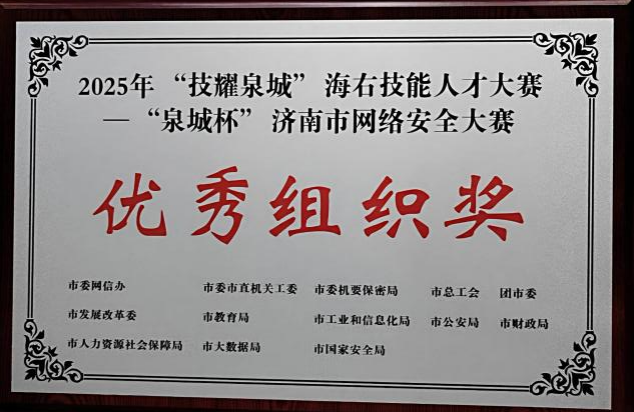 2025年“技耀泉城”海右技能人才大赛
—“泉城杯”济南市网络安全大赛
优秀组织奖
市委网信办 市委市直机关工委 市委机要保密局 市总工会 团市委
市发展改革委 市教育局 市工业和信息化局 市公安局 市财政局
市人力资源社会保障局 市大数据局 市国家安全局